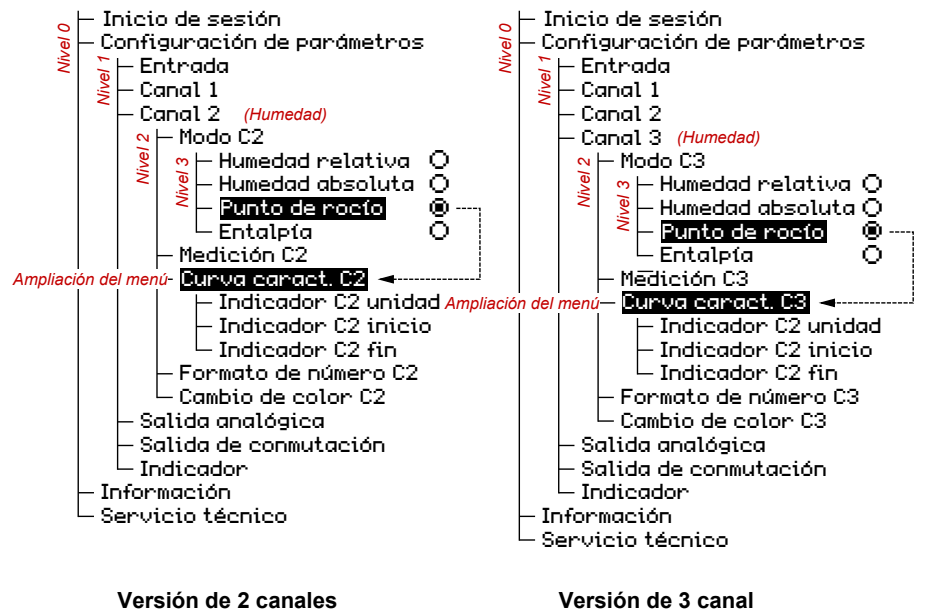 Nivel 0
Inicio de sesión
Configuración de parámetros
Nivel 1
Entrada
Canal 1
Canal 2 (Humedad)
Nivel 2
Modo C2
Nivel 3
Humedad relativa
Humedad absoluta
Punto de rocío
Entalpía
Medición C2
Ampliación del menú Curva caract. C2
Indicador C2 unidad
Indicador C2 inicio
Indicador C2 fin
Formato de número C2
Cambio de color C2
Salida analógica
Salida de conmutación
Indicador
Información
Servicio técnico
Versión de 2 canales
Nivel 0
Inicio de sesión
Configuración de parámetros
Nivel 1
Entrada
Canal 1
Canal 2
Canal 3 (Humedad)
Nivel 2
Modo C3
Nivel 3
Humedad relativa
Humedad absoluta
Punto de rocío
Entalpía
Medición C3
Ampliación del menú Curva caract. C3
Indicador C2 unidad
Indicador C2 inicio
Indicador C2 fin
Formato de número C3
Cambio de color C3
Salida analógica
Salida de conmutación
Indicador
Información
Servicio técnico
Versión de 3 canal